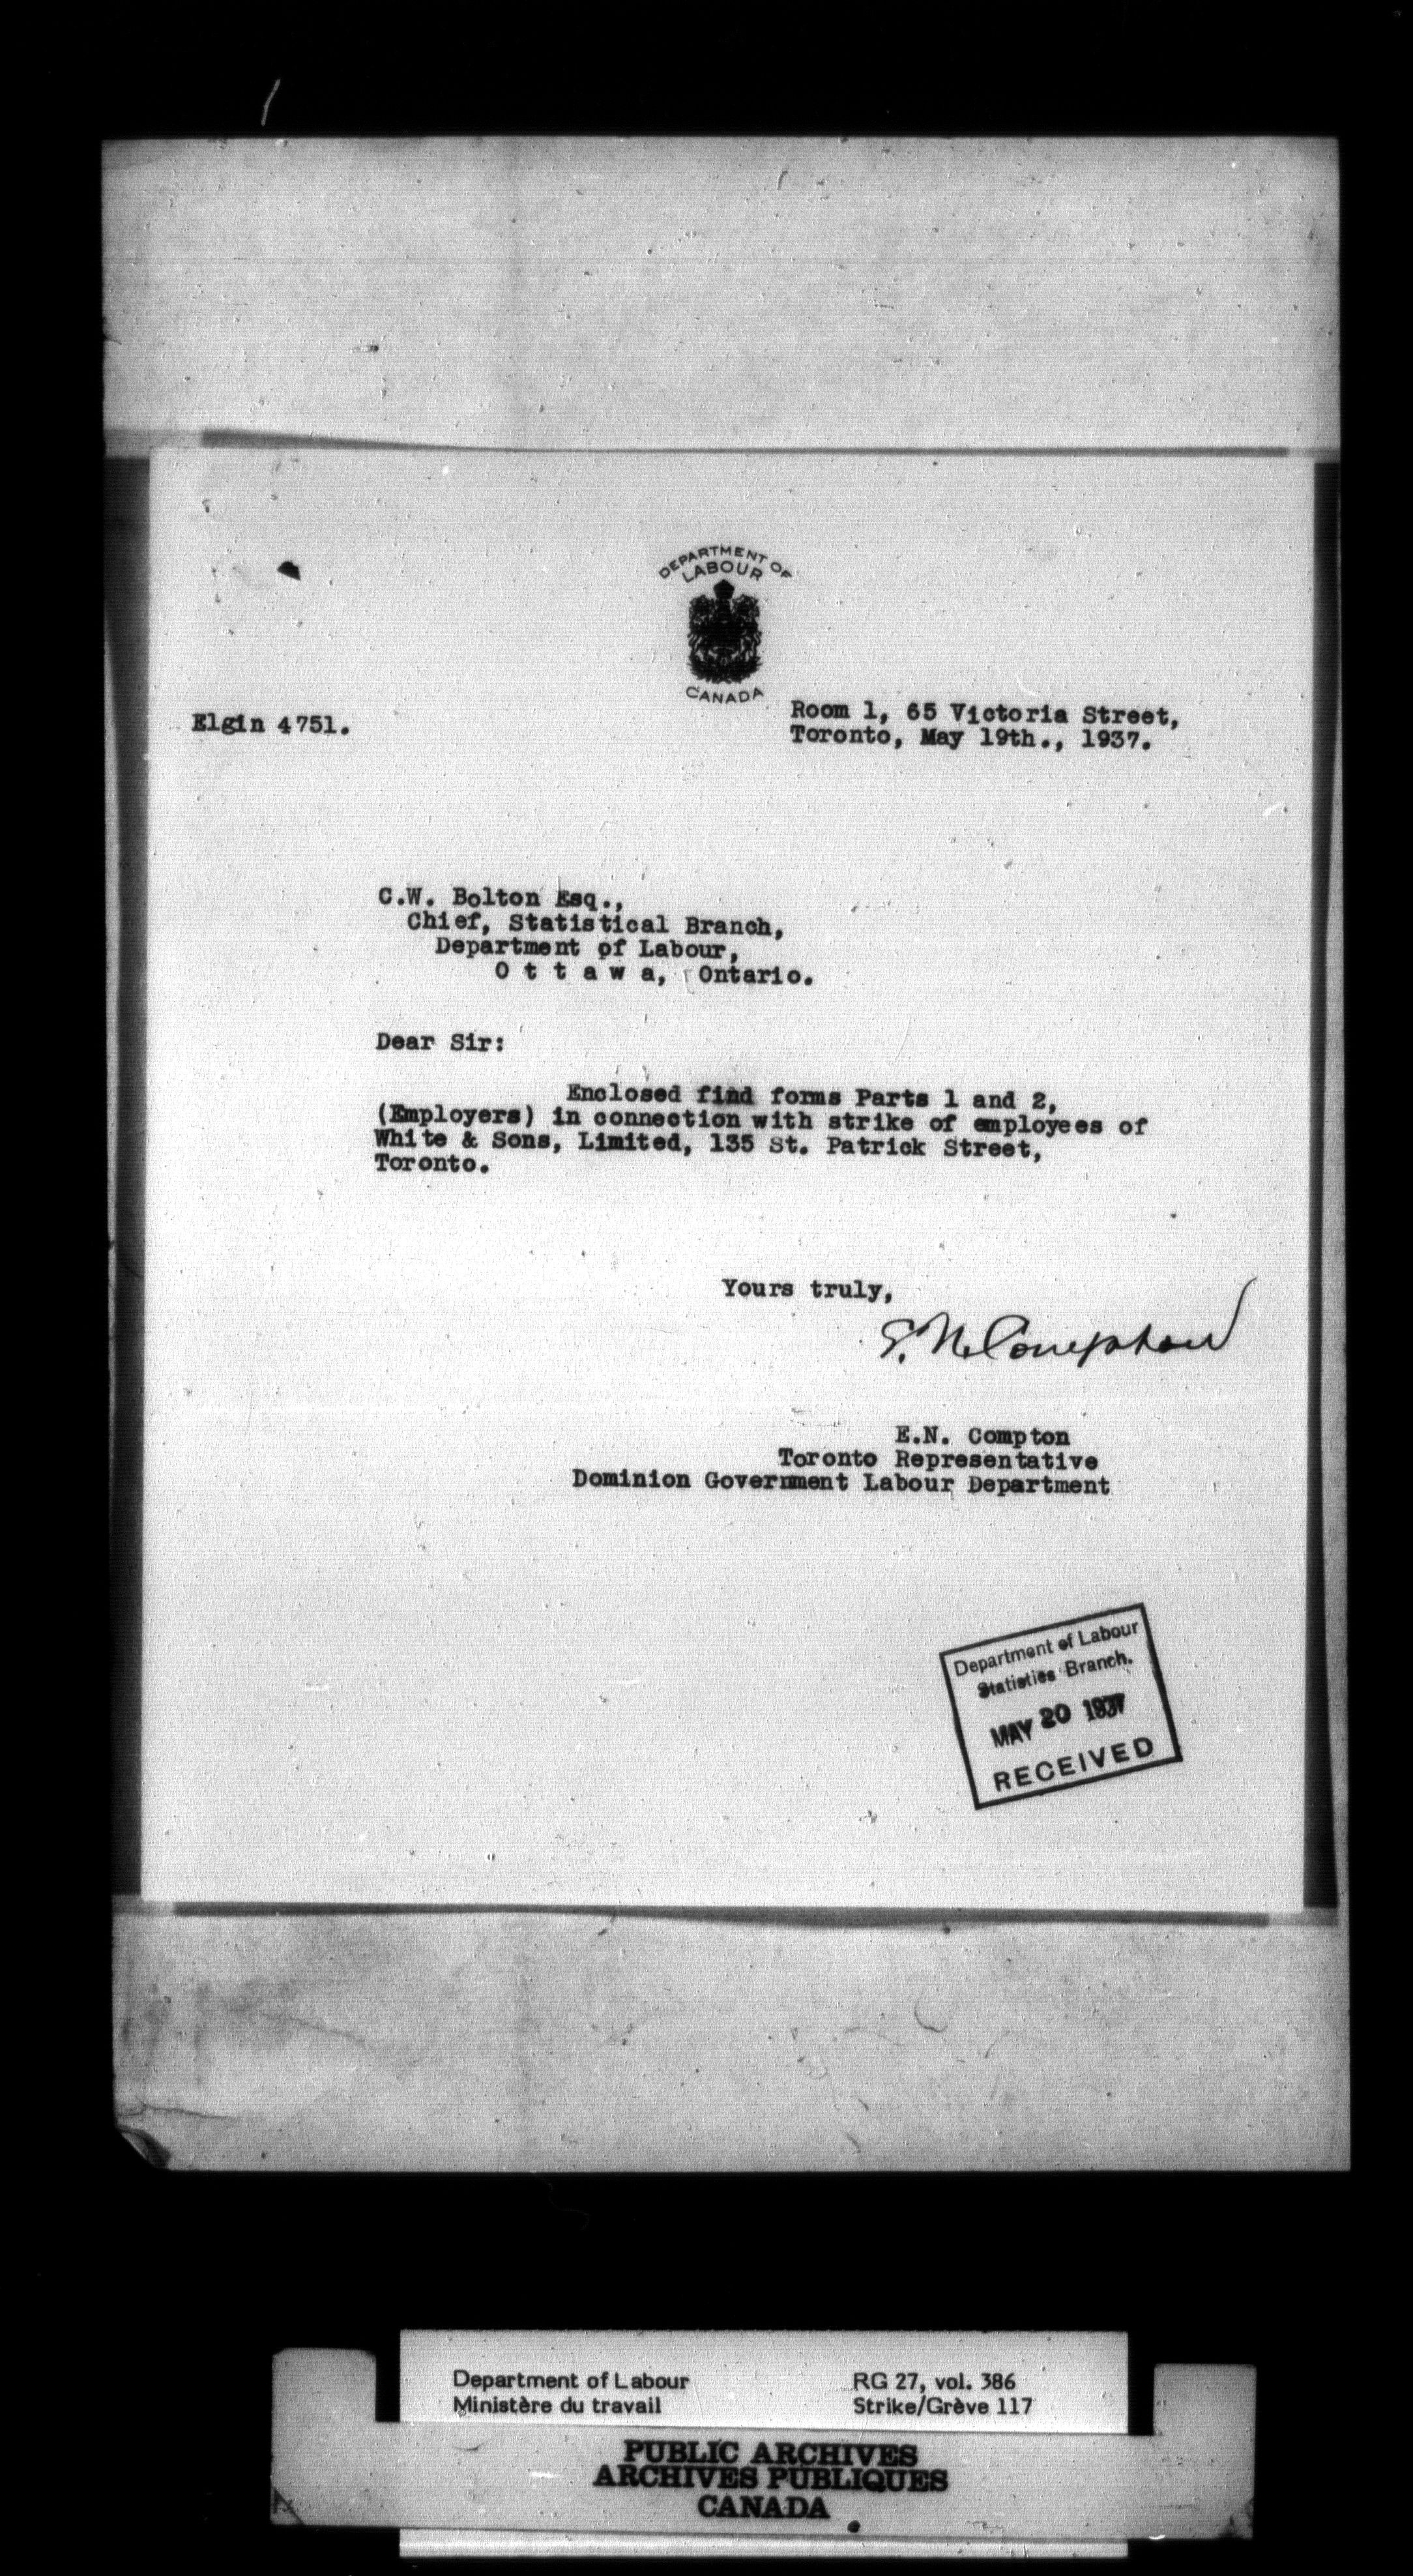 DEPARTMENT OF
LABOUR
CANADA
Elgin 4751.
Room 1, 65 Victoria Street,
Toronto, May 19th., 1937.
C.W. Bolton Esq.,
Chief, Statistical Branch,
Department of Labour,
O t t a w a, Ontario.
Dear Sir:
Enclosed find forms Parts 1 and 2,
(Employers) in connection with strike of employees of
White & Sons, Limited, 135 St. Patrick Street,
Toronto.
Yours truly,
E.N. Compton
E.N. Compton
Toronto Representative
Dominion Government Labour Department
Department of Labour
Statistics Branch.
MAY 20 1937
RECEIVED
Department of Labour
Ministère du travail
RG 27, vol. 386
Strike/Grève 117
PUBLIC ARCHIVES
ARCHIVES PUBLIQUES
CANADA